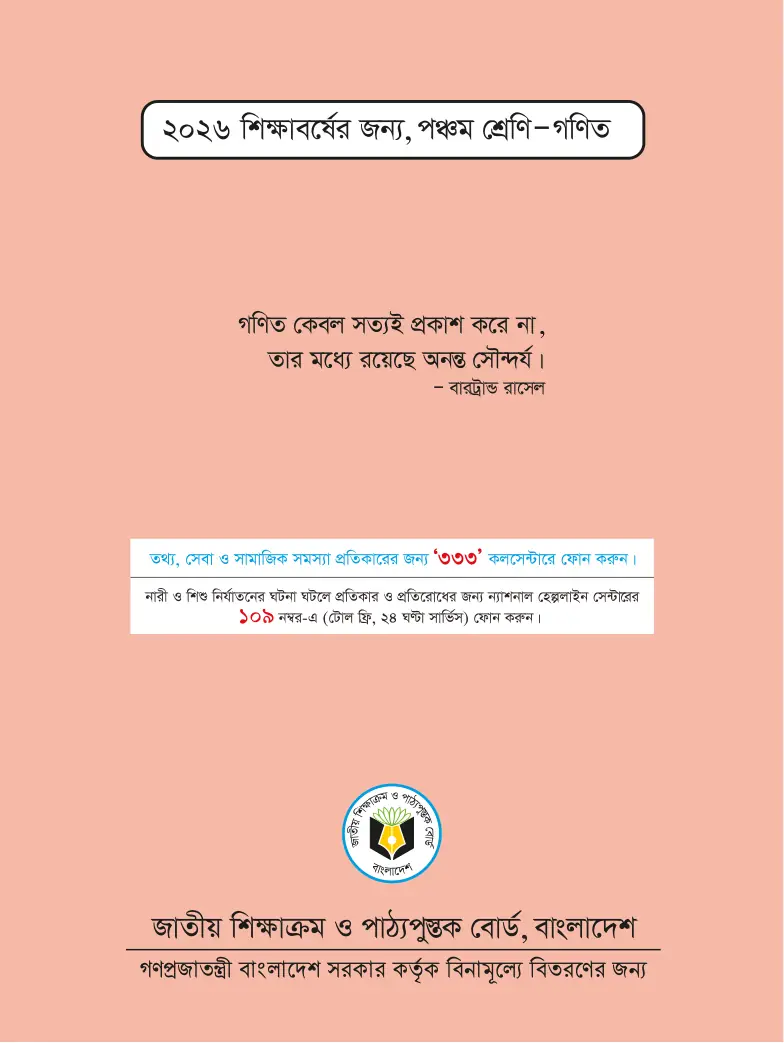 ২০২৬ শিক্ষাবর্ষের জন্য, পঞ্চম শ্রেণি-গণিত
গণিত কেবল সত্যই প্রকাশ করে না,
তার মধ্যে রয়েছে অনন্ত সৌন্দর্য।
- বারট্রান্ড রাসেল
তথ্য, সেবা ও সামাজিক সমস্যা প্রতিকারের জন্য ‘৩৩৩’ কলসেন্টারে ফোন করুন।
নারী ও শিশু নির্যাতনের ঘটনা ঘটলে প্রতিকার ও প্রতিরোধের জন্য ন্যাশনাল হেল্পলাইন সেন্টারের
১০৯ নম্বর-এ (টোল ফ্রি, ২৪ ঘণ্টা সার্ভিস) ফোন করুন।
জাতীয় শিক্ষাক্রম ও পাঠ্যপুস্তক বোর্ড
বাংলাদেশ
জাতীয় শিক্ষাক্রম ও পাঠ্যপুস্তক বোর্ড, বাংলাদেশ
গণপ্রজাতন্ত্রী বাংলাদেশ সরকার কর্তৃক বিনামূল্যে বিতরণের জন্য